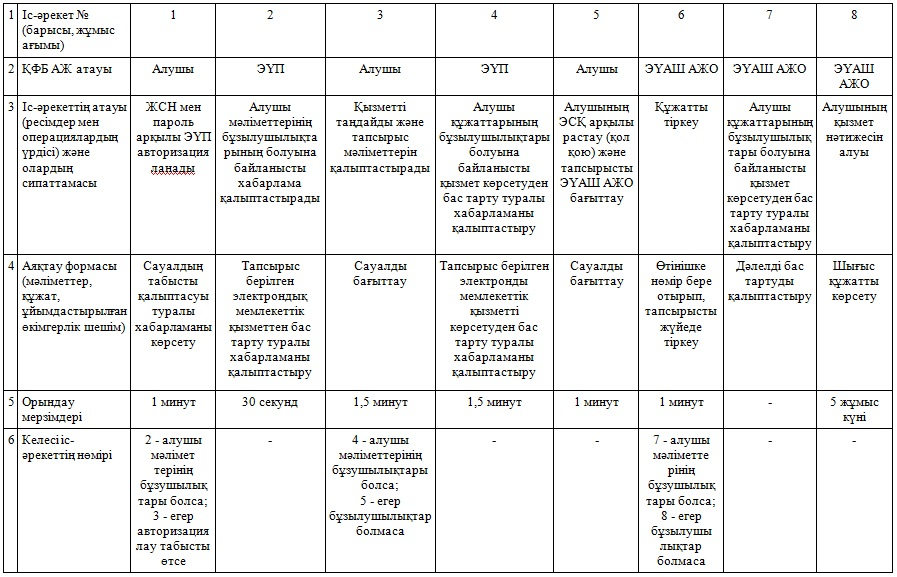 1 Іс-әрекет № (барысы, жұмыс ағымы) 1 2 3 4 5 6 7 8
2 ҚФБ АЖ атауы Алушы ЭҮП Алушы ЭҮП Алушы ЭҮАШ АЖО ЭҮАШ АЖО ЭҮАШ АЖО
3 Іс-әрекеттің атауы
(ресімдер мен
операциялардың
үрдісі) және
олардың
сипаттамасы
ЖСН мен
пароль
арқылы ЭҮП
авторизация
ланады
Алушы
мәліметтерінің
бұзылушылықта
рының болуына
байланысты
хабарлама
қалыптастырады
Қызметті
таңдайды және
тапсырыс
мәліметтерін
қалыптастырады
Алушы
құжаттарының
бұзылушылықтары
болуына
байланысты
қызмет көрсетуден
бас тарту туралы
хабарламаны
қалыптастыру
Алушының
ЭСҚ арқылы
растау (қол
қою) және
тапсырысты
ЭҮАШ АЖО
бағыттау
Құжатты
тіркеу
Алушы
құжаттарының
бұзылушылық
тары болуына
байланысты
қызмет
көрсетуден бас
тарту туралы
хабарламаны
қалыптастыру
Алушының
қызмет
нәтижесін
алуы
4 Аяқтау формасы
(мәліметтер,
құжат,
ұйымдастырылған
өкімгерлік шешім)
Сауалдың
табысты
қалыптасуы
туралы
хабарламаны
көрсету
Тапсырыс
берілген
электрондық
мемлекеттік
қызметтен бас
тарту туралы
хабарламаны
қалыптастыру
Сауалды
бағыттау
Тапсырыс берілген
электронды
мемлекеттік
қызметті
көрсетуден бас
тарту туралы
хабарламаны
қалыптастыру
Сауалды
бағыттау
Өтінішке
нөмір бере
отырып,
тапсырысты
жүйеде
тіркеу
Дәлелді бас
тартуды
қалыптастыру
Шығыс
құжатты
көрсету
5 Орындау
мерзімдері
1 минут
30 секунд
1,5 минут
1,5 минут
1 минут
1 минут
-
5 жұмыс
күні
6 Келесі іс-
әрекеттің нөмірі
2 - алушы
мәлімет
терінің
бұзушылық
тары болса;
3 - егер
авторизация
лау табысты
өтсе
-
4 - алушы
мәліметтерінің
бұзушылықтары
болса;
5 - егер
бұзылушылықтар
болмаса
-
-
7 - алушы
мәлімette
рінің
бұзушылық
тары болса;
8 - егер
бұзылушы
лықтар
болмаса
-
-